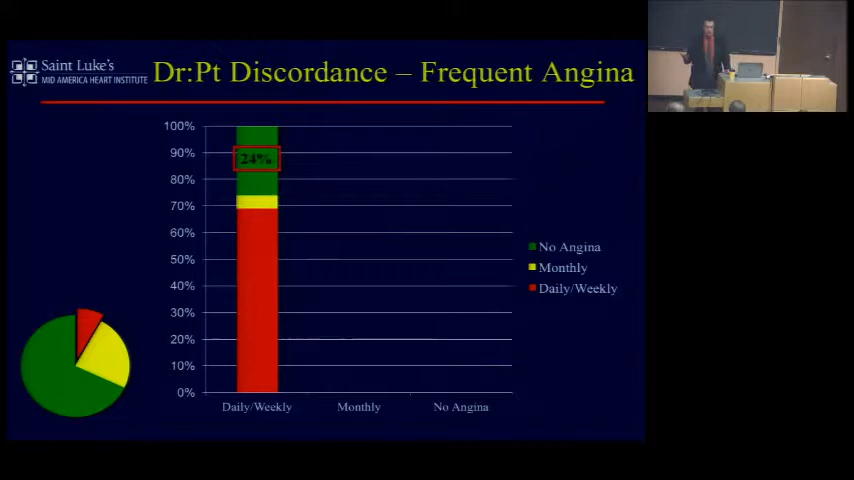 Saint Luke's
MID AMERICA HEART INSTITUTE
Dr:Pt Discordance – Frequent Angina
100%
90%
80%
70%
60%
50%
40%
30%
20%
10%
0%
24%
Daily/Weekly
Monthly
No Angina
No Angina
Monthly
Daily/Weekly